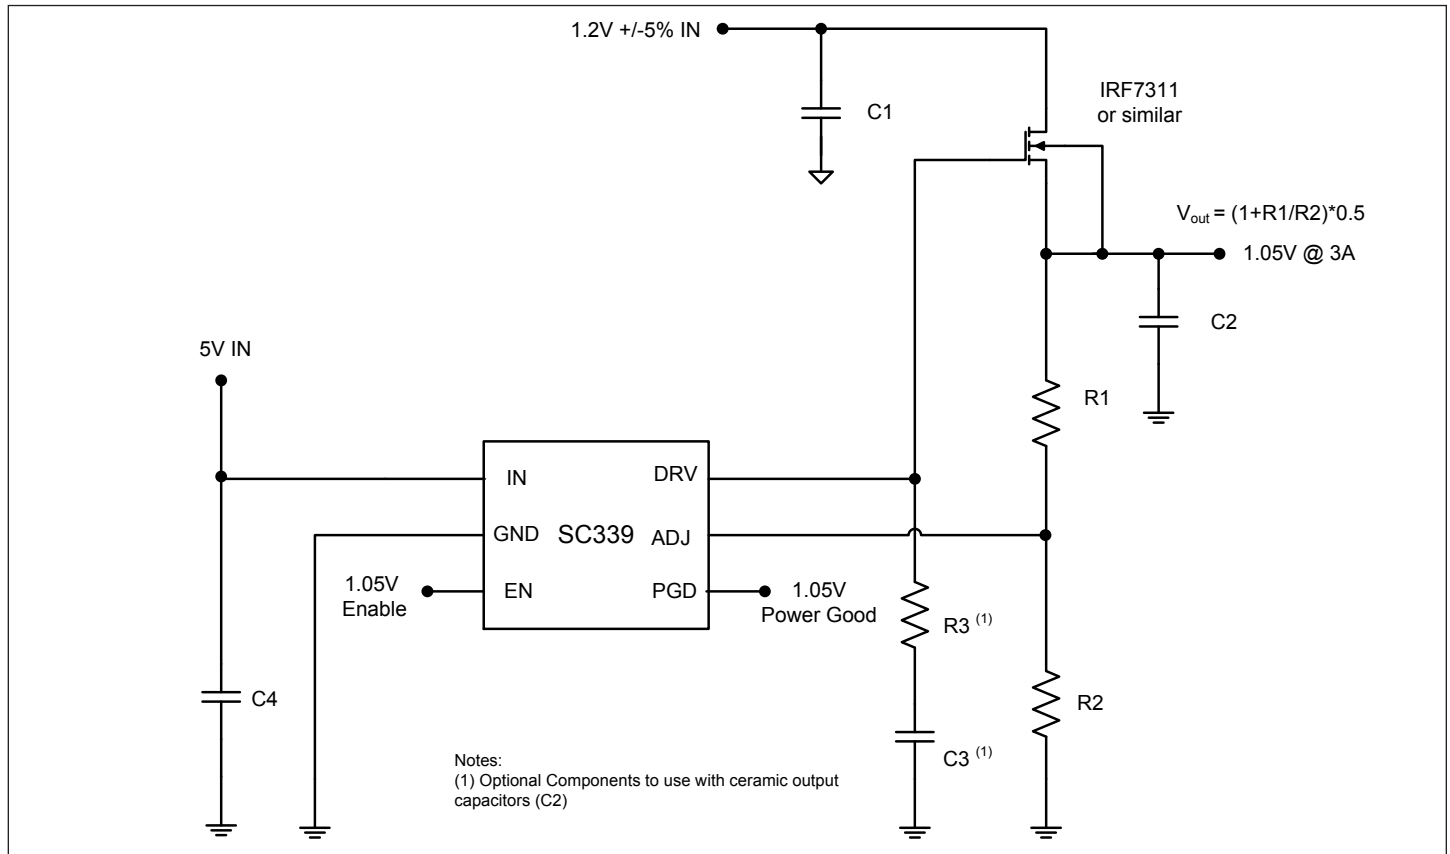 1.2V +/-5% IN
C1
IRF7311
or similar
Vout = (1+R1/R2)*0.5
1.05V @ 3A
C2
5V IN
R1
IN
DRV
GND
SC339
ADJ
1.05V
Enable
EN
PGD
1.05V
Power Good
R3 (1)
C4
R2
C3 (1)
Notes:
(1) Optional Components to use with ceramic output
capacitors (C2)